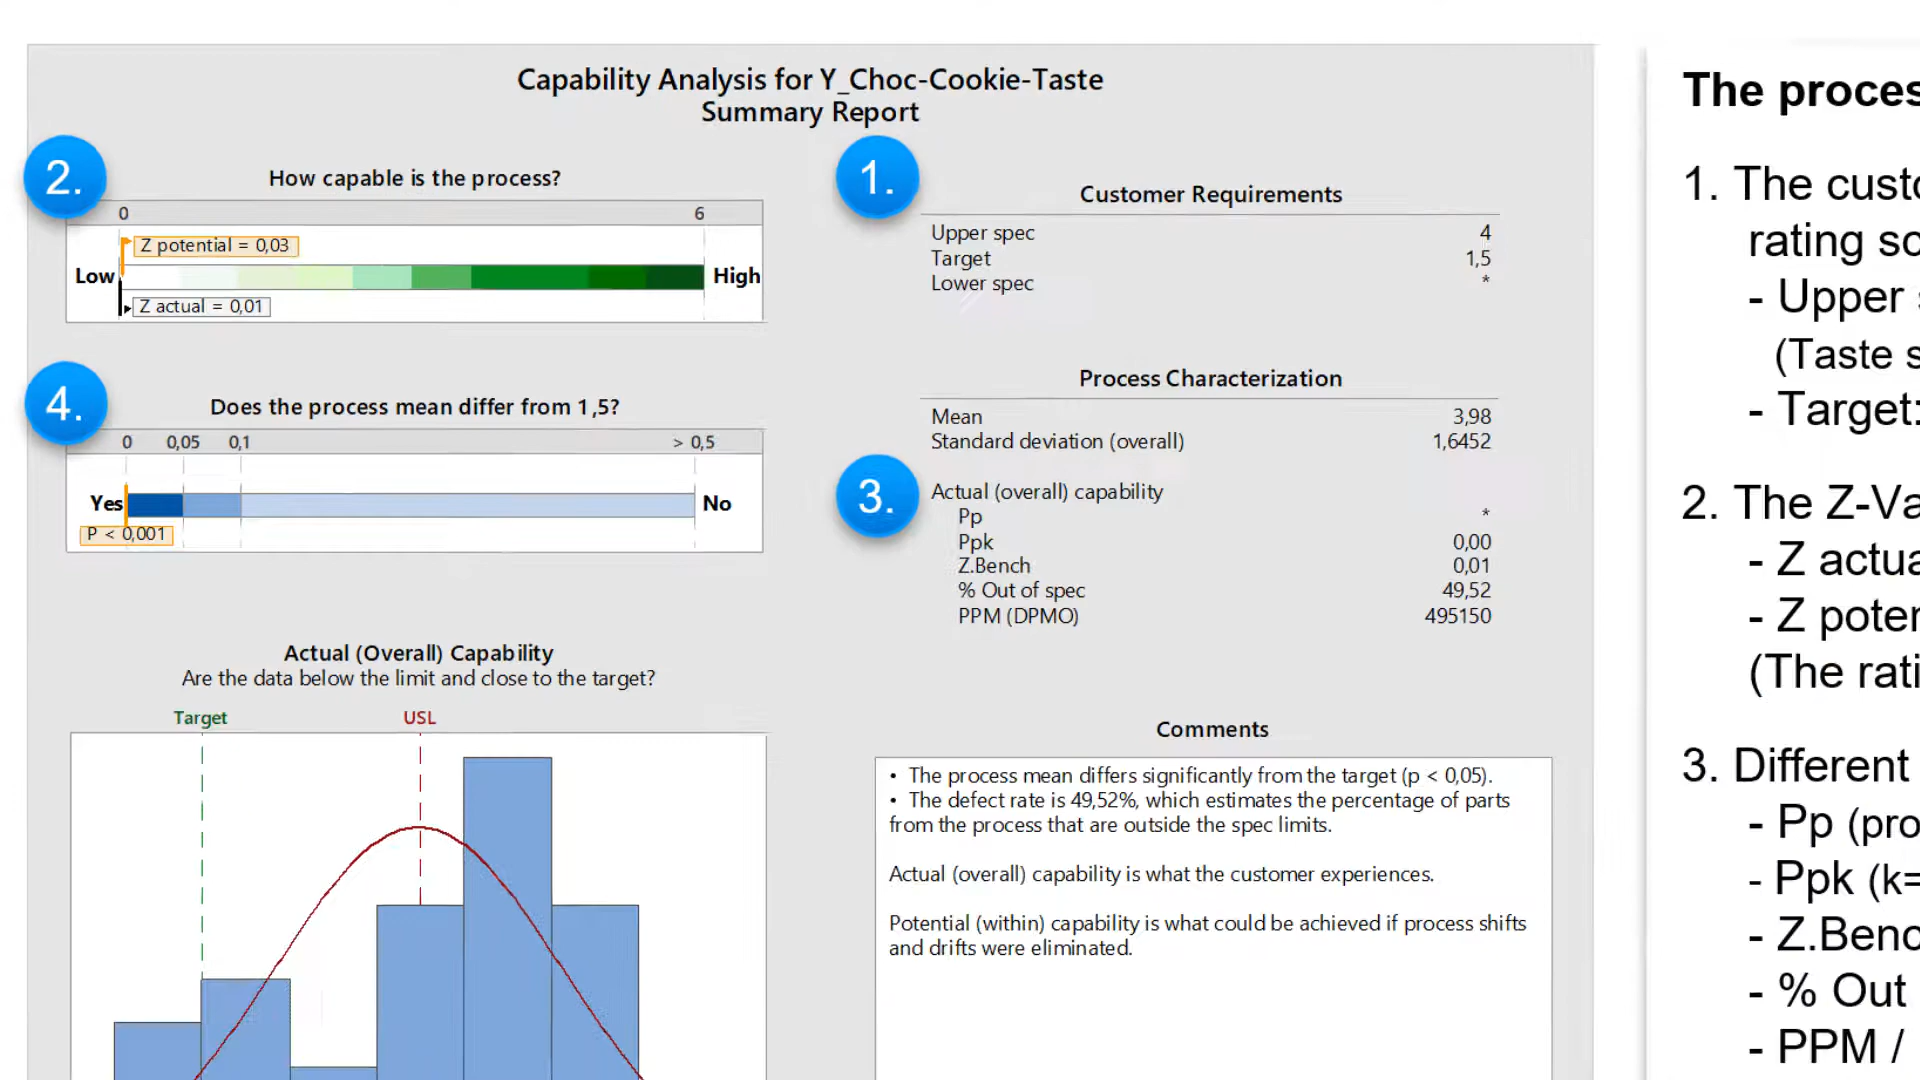 Capability Analysis for Y_Choc-Cookie-Taste
Summary Report
2.
How capable is the process?
0 6
Z potential = 0,03
Low High
Z actual = 0,01
4.
Does the process mean differ from 1,5?
0 0,05 0,1 > 0,5
Yes No
P < 0,001
Actual (Overall) Capability
Are the data below the limit and close to the target?
Target USL
1.
Customer Requirements
Upper spec 4
Target 1,5
Lower spec *
Process Characterization
Mean 3,98
Standard deviation (overall) 1,6452
3.
Actual (overall) capability
Pp *
Ppk 0,00
Z.Bench 0,01
% Out of spec 49,52
PPM (DPMO) 495150
Comments
• The process mean differs significantly from the target (p < 0,05).
• The defect rate is 49,52%, which estimates the percentage of parts
from the process that are outside the spec limits.
Actual (overall) capability is what the customer experiences.
Potential (within) capability is what could be achieved if process shifts
and drifts were eliminated.
The proces
1. The custo
rating sc
- Upper s
(Taste s
- Target:
2. The Z-Va
- Z actua
- Z poten
(The rati
3. Different
- Pp (pro
- Ppk (k=
- Z.Benc
- % Out
- PPM /